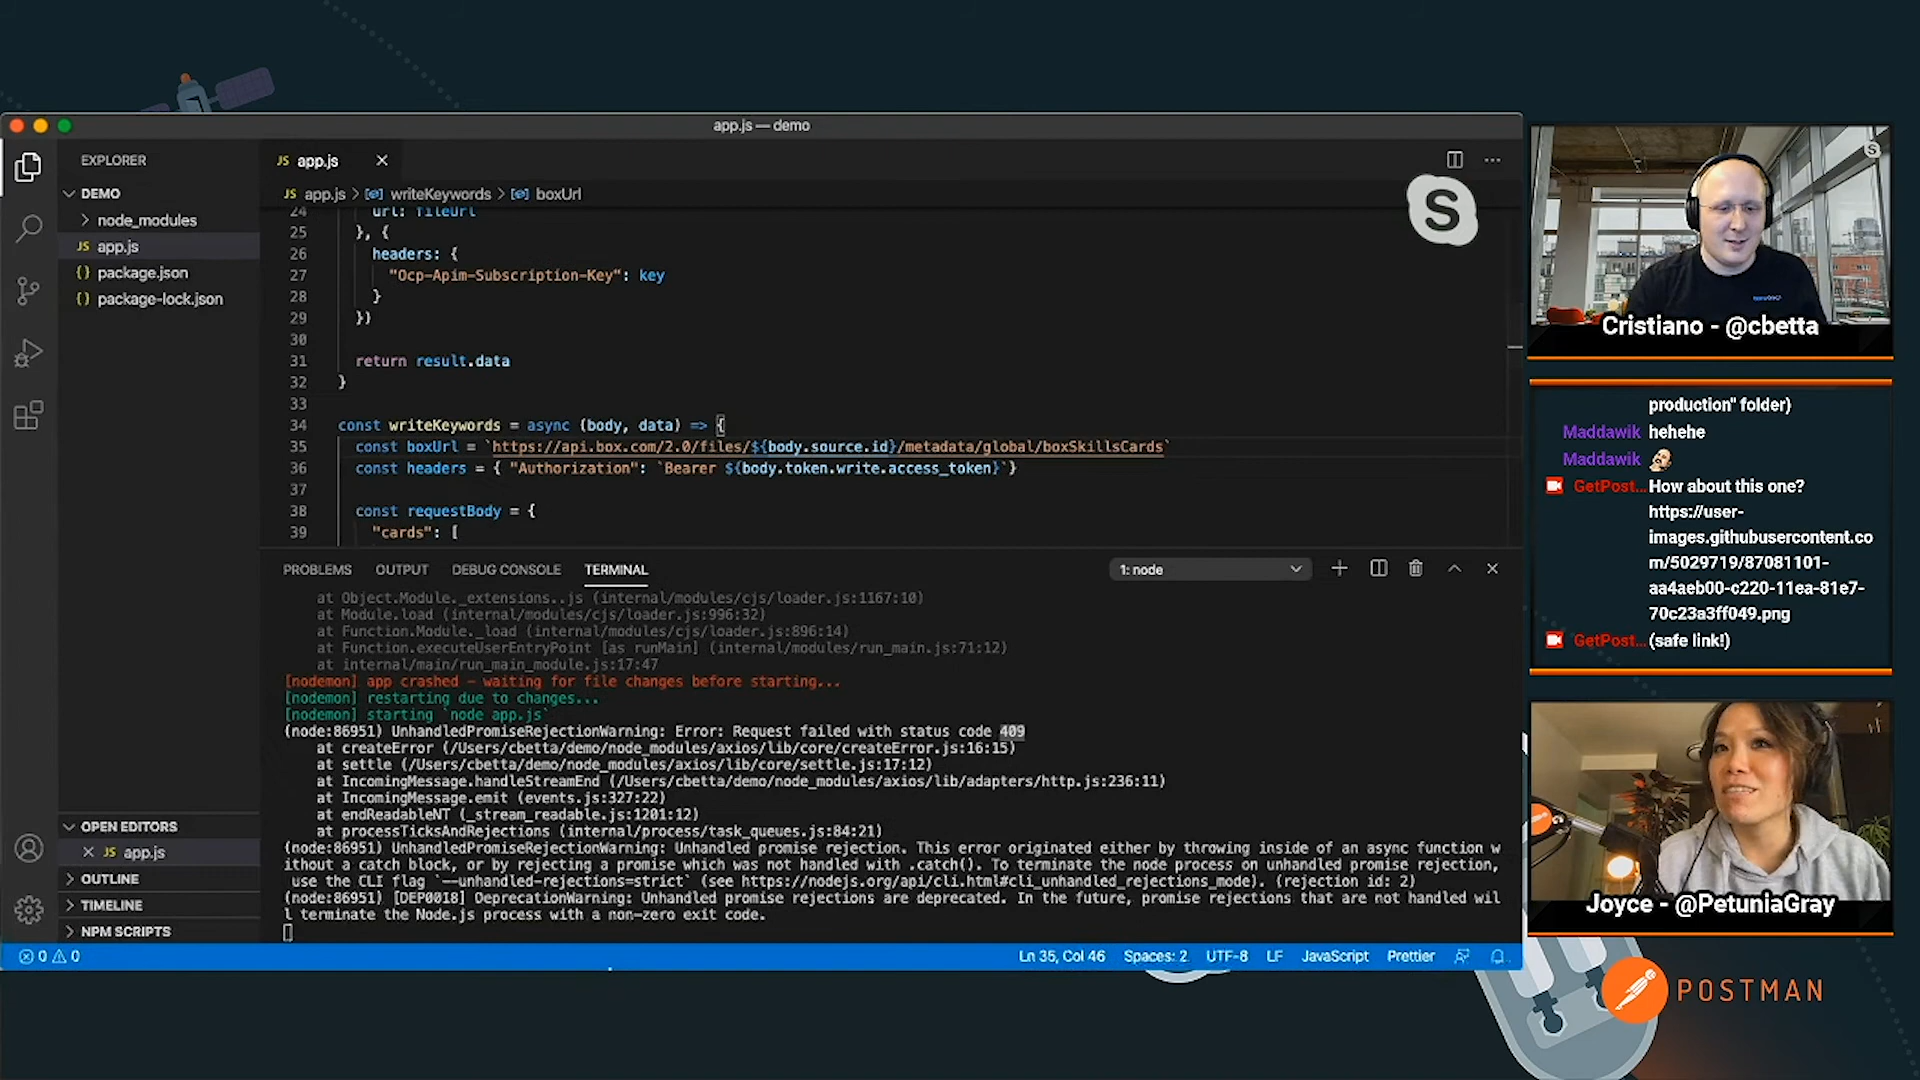 app.js — demo
EXPLORER
DEMO
node_modules
JS app.js
{} package.json
{} package-lock.json
OPEN EDITORS
JS app.js
OUTLINE
TIMELINE
NPM SCRIPTS
JS app.js
JS app.js > writeKeywords > boxUrl
24 url: fileUrl
25 }, {
26 headers: {
27 "Ocp-Apim-Subscription-Key": key
28 }
29 })
30
31 return result.data
32 }
33
34 const writeKeywords = async (body, data) => {
35 const boxUrl = `https://api.box.com/2.0/files/${body.source.id}/metadata/global/boxSkillsCards`
36 const headers = { "Authorization": `Bearer ${body.token.write.access_token}`}
37
38 const requestBody = {
39 "cards": [
PROBLEMS OUTPUT DEBUG CONSOLE TERMINAL
1: node
at Object.Module._extensions..js (internal/modules/cjs/loader.js:1167:10)
at Module.load (internal/modules/cjs/loader.js:996:32)
at Function.Module._load (internal/modules/cjs/loader.js:896:14)
at Function.executeUserEntryPoint [as runMain] (internal/modules/run_main.js:71:12)
at internal/main/run_main_module.js:17:47
[nodemon] app crashed - waiting for file changes before starting...
[nodemon] restarting due to changes...
[nodemon] starting `node app.js`
(node:86951) UnhandledPromiseRejectionWarning: Error: Request failed with status code 409
at createError (/Users/cbetta/demo/node_modules/axios/lib/core/createError.js:16:15)
at settle (/Users/cbetta/demo/node_modules/axios/lib/core/settle.js:17:12)
at IncomingMessage.handleStreamEnd (/Users/cbetta/demo/node_modules/axios/lib/adapters/http.js:236:11)
at IncomingMessage.emit (events.js:327:22)
at endReadableNT (_stream_readable.js:1201:12)
at processTicksAndRejections (internal/process/task_queues.js:84:21)
(node:86951) UnhandledPromiseRejectionWarning: Unhandled promise rejection. This error originated either by throwing inside of an async function w
ithout a catch block, or by rejecting a promise which was not handled with .catch(). To terminate the node process on unhandled promise rejection,
use the CLI flag `--unhandled-rejections=strict` (see https://nodejs.org/api/cli.html#cli_unhandled_rejections_mode). (rejection id: 2)
(node:86951) [DEP0018] DeprecationWarning: Unhandled promise rejections are deprecated. In the future, promise rejections that are not handled wil
l terminate the Node.js process with a non-zero exit code.
0 0
Ln 35, Col 46 Spaces: 2 UTF-8 LF JavaScript Prettier
S
Cristiano - @cbetta
production" folder)
Maddawik hehehe
Maddawik
GetPost... How about this one?
https://user-
images.githubusercontent.co
m/5029719/87081101-
aa4aeb00-c220-11ea-81e7-
70c23a3ff049.png
GetPost... (safe link!)
Joyce - @PetuniaGray
POSTMAN